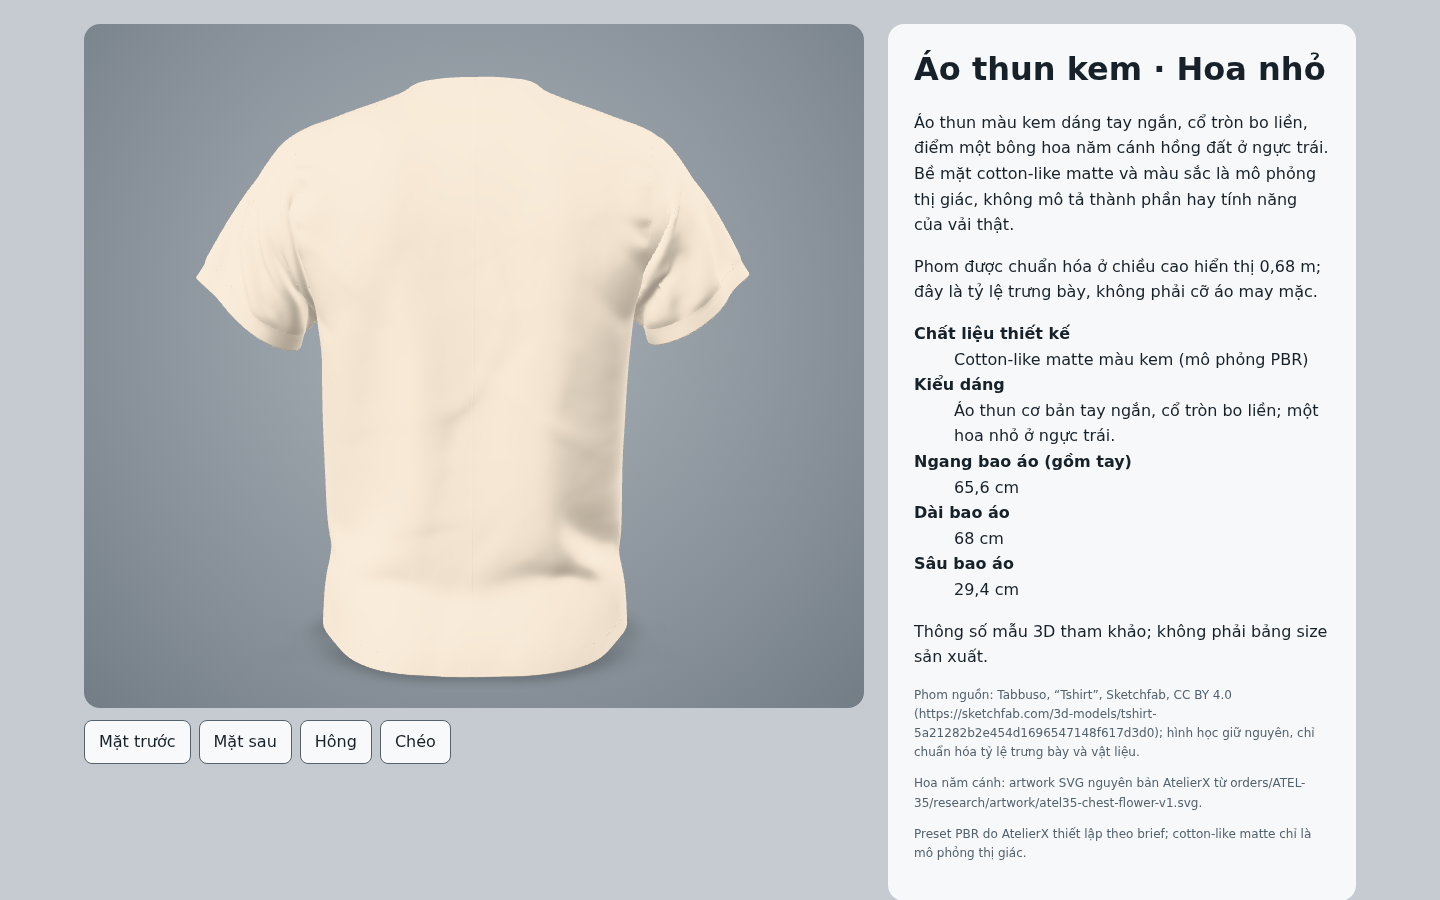 Áo thun kem · Hoa nhỏ
Áo thun màu kem dáng tay ngắn, cổ tròn bo liền,
điểm một bông hoa năm cánh hồng đất ở ngực trái.
Bề mặt cotton-like matte và màu sắc là mô phỏng
thị giác, không mô tả thành phần hay tính năng
của vải thật.
Phom được chuẩn hóa ở chiều cao hiển thị 0,68 m;
đây là tỷ lệ trưng bày, không phải cỡ áo may mặc.
Chất liệu thiết kế
Cotton-like matte màu kem (mô phỏng PBR)
Kiểu dáng
Áo thun cơ bản tay ngắn, cổ tròn bo liền; một
hoa nhỏ ở ngực trái.
Ngang bao áo (gồm tay)
65,6 cm
Dài bao áo
68 cm
Sâu bao áo
29,4 cm
Thông số mẫu 3D tham khảo; không phải bảng size
sản xuất.
Phom nguồn: Tabbuso, “Tshirt”, Sketchfab, CC BY 4.0
(https://sketchfab.com/3d-models/tshirt-
5a21282b2e454d1696547148f617d3d0); hình học giữ nguyên, chỉ
chuẩn hóa tỷ lệ trưng bày và vật liệu.
Hoa năm cánh: artwork SVG nguyên bản AtelierX từ orders/ATEL-
35/research/artwork/atel35-chest-flower-v1.svg.
Preset PBR do AtelierX thiết lập theo brief; cotton-like matte chỉ là
mô phỏng thị giác.
Mặt trước
Mặt sau
Hông
Chéo